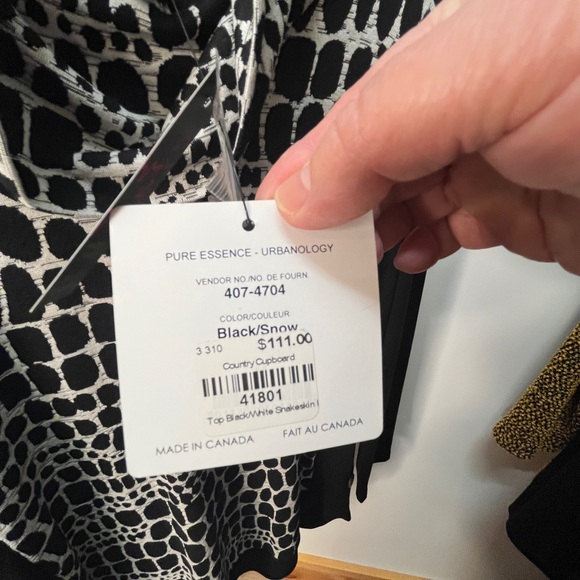 PURE ESSENCE - URBANOLOGY
VENDOR NO./NO. DE FOURN.
407-4704
COLOR/COULEUR
Black/Snow
3 310 $111.00
Country Cupboard
41801
Top Black/White Snakeskin
MADE IN CANADA FAIT AU CANADA